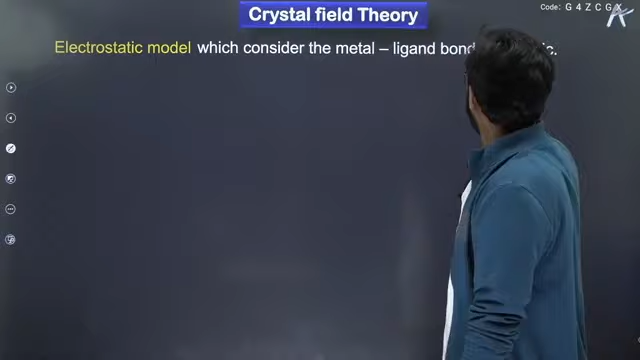 Code: G 4 Z C G X
Crystal field Theory
Electrostatic model which consider the metal – ligand bond